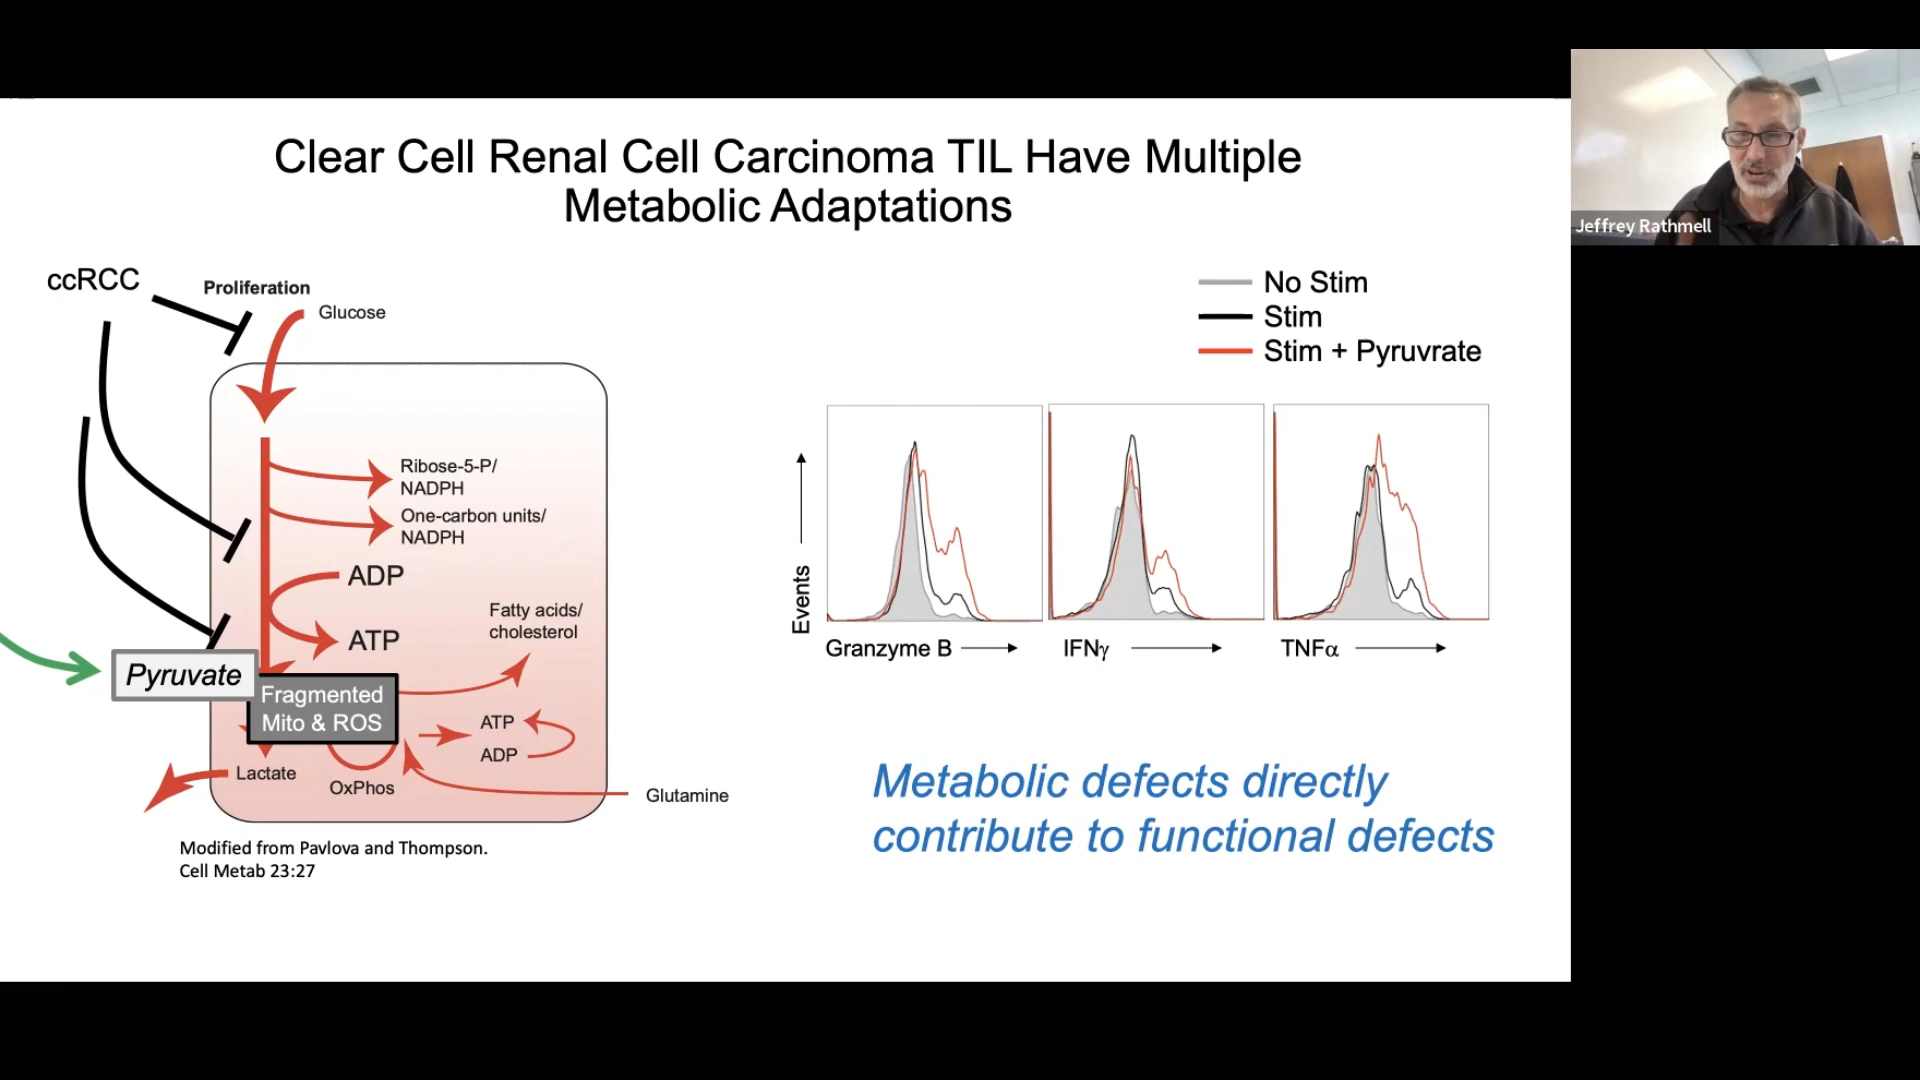 Clear Cell Renal Cell Carcinoma TIL Have Multiple
Metabolic Adaptations
Jeffrey Rathmell
ccRCC
Proliferation
Glucose
Ribose-5-P/
NADPH
One-carbon units/
NADPH
ADP
ATP
Fatty acids/
cholesterol
Pyruvate
Fragmented
Mito & ROS
ATP
ADP
Lactate
OxPhos
Glutamine
Modified from Pavlova and Thompson.
Cell Metab 23:27
No Stim
Stim
Stim + Pyruvrate
Events
Granzyme B
IFNγ
TNFα
Metabolic defects directly
contribute to functional defects